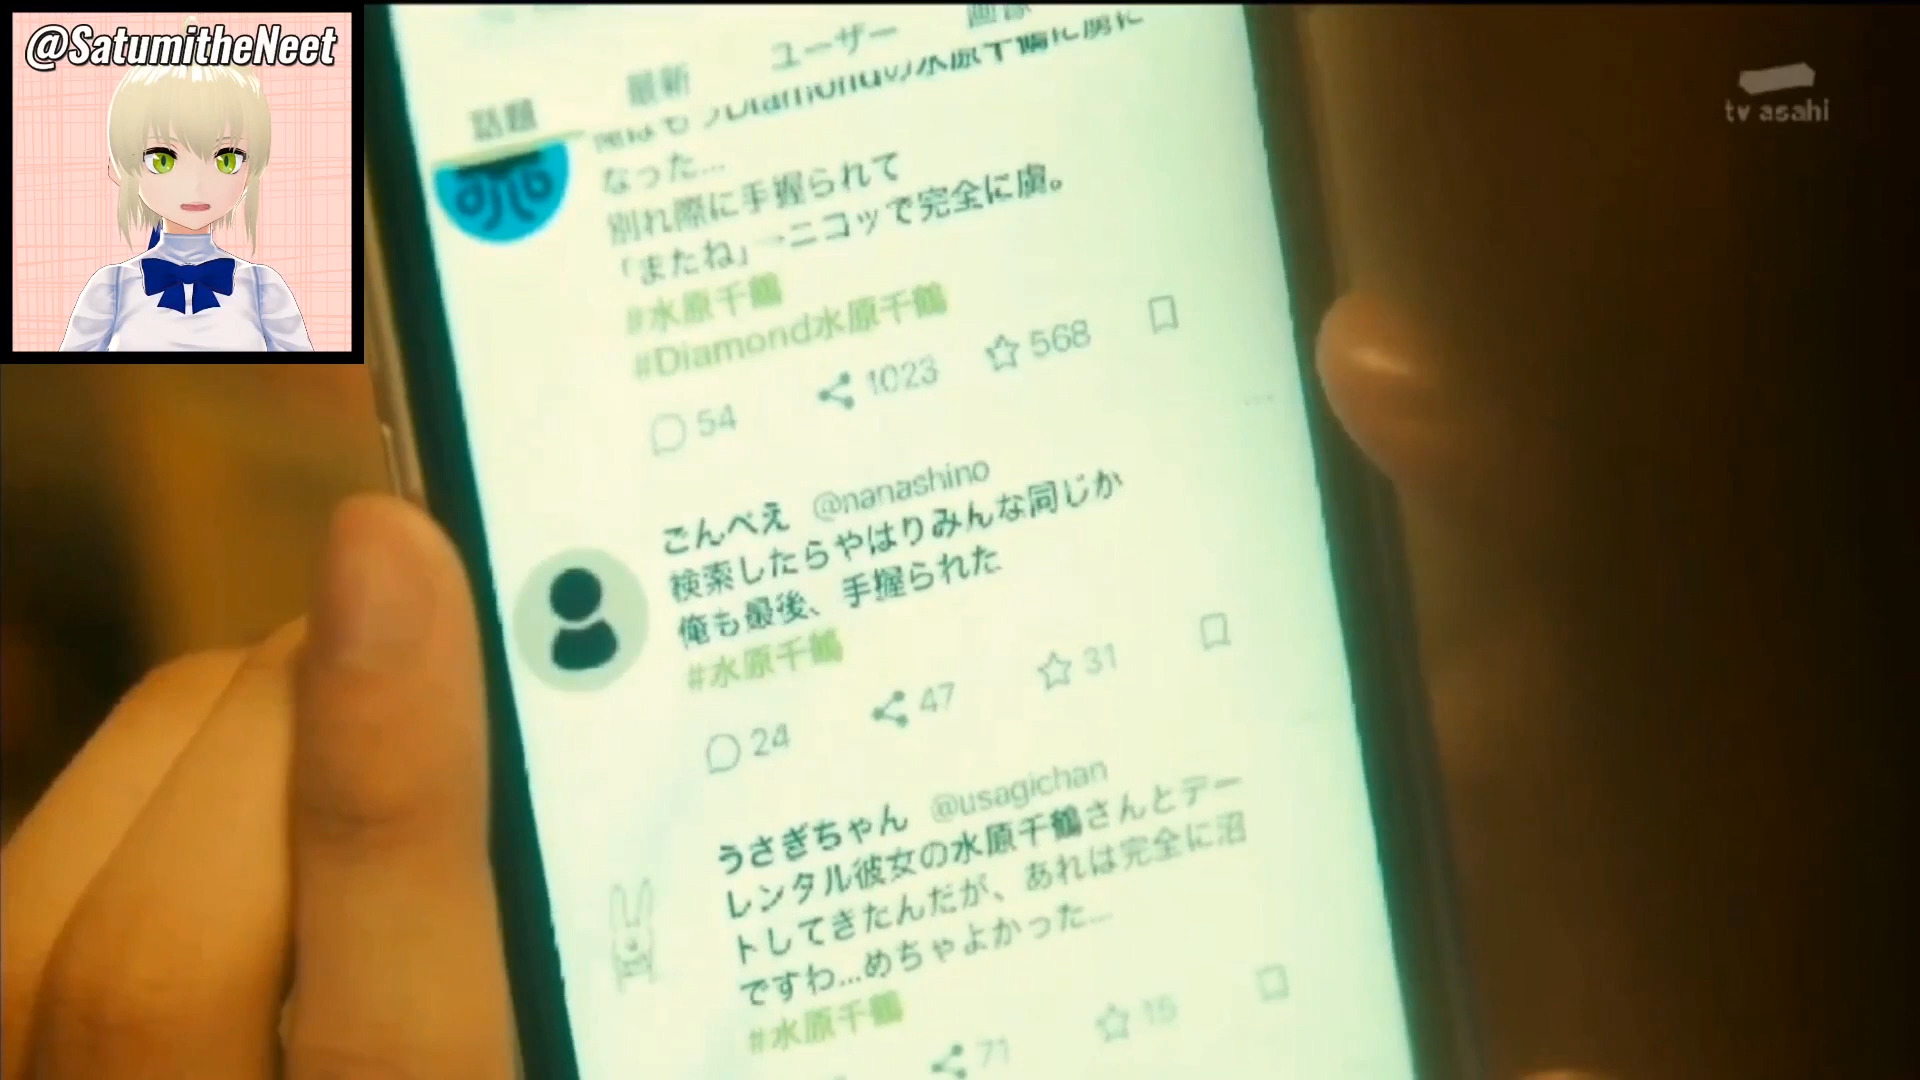 @SatumitheNeet
tv asahi
話題
最新
ユーザー
画像
なった…
別れ際に手握られて
「またね」→ニコッで完全に虜。
#水原千鶴
#Diamond水原千鶴
54
1023
568
ごんべえ @nanashino
検索したらやはりみんな同じか
俺も最後、手握られた
#水原千鶴
24
47
31
うさぎちゃん @usagichan
レンタル彼女の水原千鶴さんとデー
トしてきたんだが、あれは完全に沼
ですわ...めちゃよかった...
#水原千鶴
71
15